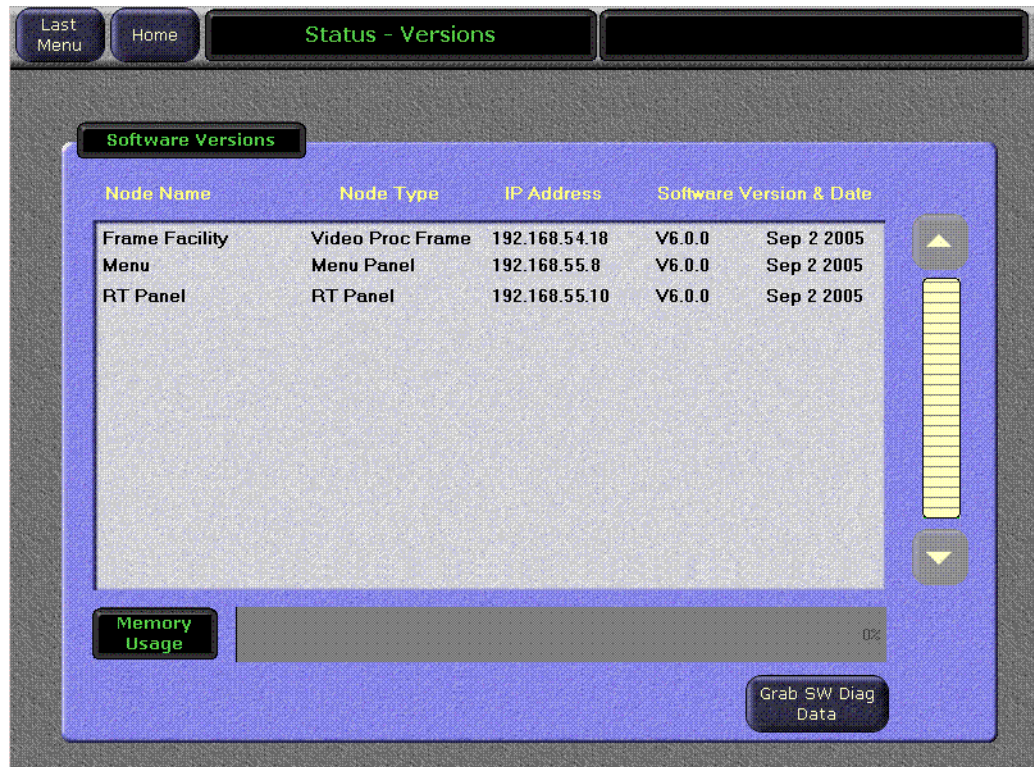 Last Menu
Home
Status - Versions
Software Versions
Node Name Node Type IP Address Software Version & Date
Frame Facility Video Proc Frame 192.168.54.18 V6.0.0 Sep 2 2005
Menu Menu Panel 192.168.55.8 V6.0.0 Sep 2 2005
RT Panel RT Panel 192.168.55.10 V6.0.0 Sep 2 2005
Memory
Usage
0%
Grab SW Diag
Data